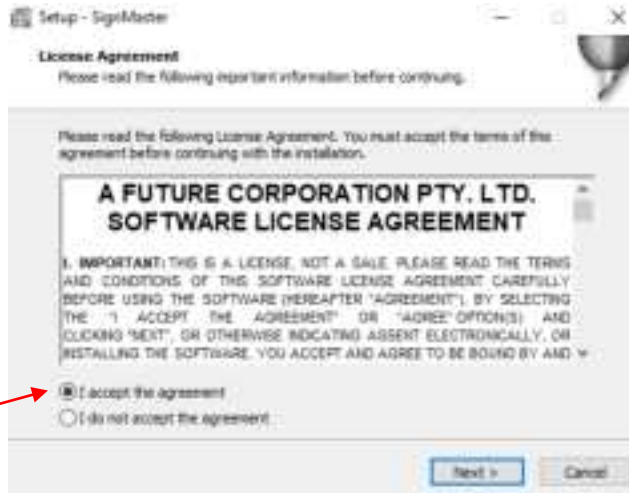 Setup - SignMaster
License Agreement
Please read the following important information before continuing.
Please read the following License Agreement. You must accept the terms of this
agreement before continuing with the installation.
A FUTURE CORPORATION PTY. LTD.
SOFTWARE LICENSE AGREEMENT
1. IMPORTANT: THIS IS A LICENSE, NOT A SALE. PLEASE READ THE TERMS
AND CONDITIONS OF THIS SOFTWARE LICENSE AGREEMENT CAREFULLY
BEFORE USING THE SOFTWARE (HEREAFTER "AGREEMENT"). BY SELECTING
THE "I ACCEPT THE AGREEMENT" OR "AGREE" OPTION(S) AND
CLICKING "NEXT", OR OTHERWISE INDICATING ASSENT ELECTRONICALLY, OR
INSTALLING THE SOFTWARE, YOU ACCEPT AND AGREE TO BE BOUND BY AND
I accept the agreement
I do not accept the agreement
Next > Cancel